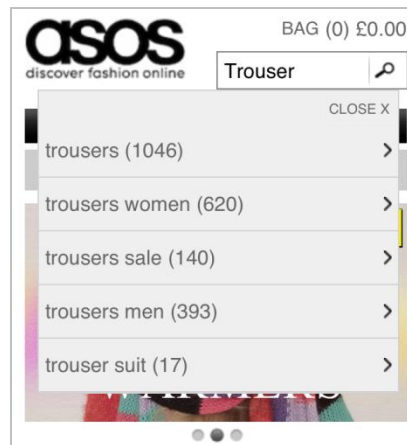 asos
discover fashion online
BAG (0) £0.00
Trouser
CLOSE X
trousers (1046)
trousers women (620)
trousers sale (140)
trousers men (393)
trouser suit (17)
WARMERS